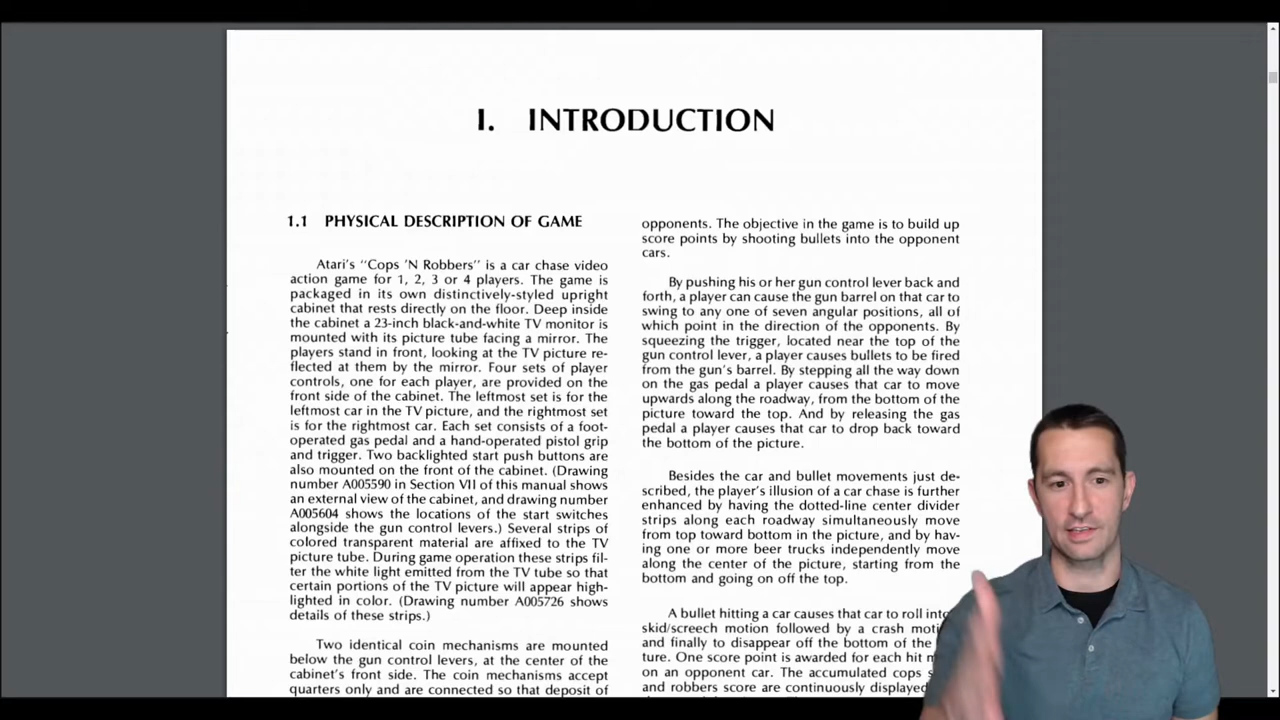 I. INTRODUCTION
1.1 PHYSICAL DESCRIPTION OF GAME
Atari's "Cops 'N Robbers" is a car chase video
action game for 1, 2, 3 or 4 players. The game is
packaged in its own distinctively-styled upright
cabinet that rests directly on the floor. Deep inside
the cabinet a 23-inch black-and-white TV monitor is
mounted with its picture tube facing a mirror. The
players stand in front, looking at the TV picture re-
flected at them by the mirror. Four sets of player
controls, one for each player, are provided on the
front side of the cabinet. The leftmost set is for the
leftmost car in the TV picture, and the rightmost set
is for the rightmost car. Each set consists of a foot-
operated gas pedal and a hand-operated pistol grip
and trigger. Two backlighted start push buttons are
also mounted on the front of the cabinet. (Drawing
number A005590 in Section VII of this manual shows
an external view of the cabinet, and drawing number
A005604 shows the locations of the start switches
alongside the gun control levers.) Several strips of
colored transparent material are affixed to the TV
picture tube. During game operation these strips fil-
ter the white light emitted from the TV tube so that
certain portions of the TV picture will appear high-
lighted in color. (Drawing number A005726 shows
details of these strips.)
Two identical coin mechanisms are mounted
below the gun control levers, at the center of the
cabinet's front side. The coin mechanisms accept
quarters only and are connected so that deposit of
opponents. The objective in the game is to build up
score points by shooting bullets into the opponent
cars.
By pushing his or her gun control lever back and
forth, a player can cause the gun barrel on that car to
swing to any one of seven angular positions, all of
which point in the direction of the opponents. By
squeezing the trigger, located near the top of the
gun control lever, a player causes bullets to be fired
from the gun's barrel. By stepping all the way down
on the gas pedal a player causes that car to move
upwards along the roadway, from the bottom of the
picture toward the top. And by releasing the gas
pedal a player causes that car to drop back toward
the bottom of the picture.
Besides the car and bullet movements just de-
scribed, the player's illusion of a car chase is further
enhanced by having the dotted-line center divider
strips along each roadway simultaneously move
from top toward bottom in the picture, and by hav-
ing one or more beer trucks independently move
along the center of the picture, starting from the
bottom and going on off the top.
A bullet hitting a car causes that car to roll into
skid/screech motion followed by a crash
and finally to disappear off the bottom of the
ture. One score point is awarded for each hit
on an opponent car. The accumulated cops
and robbers score are continuously displayed